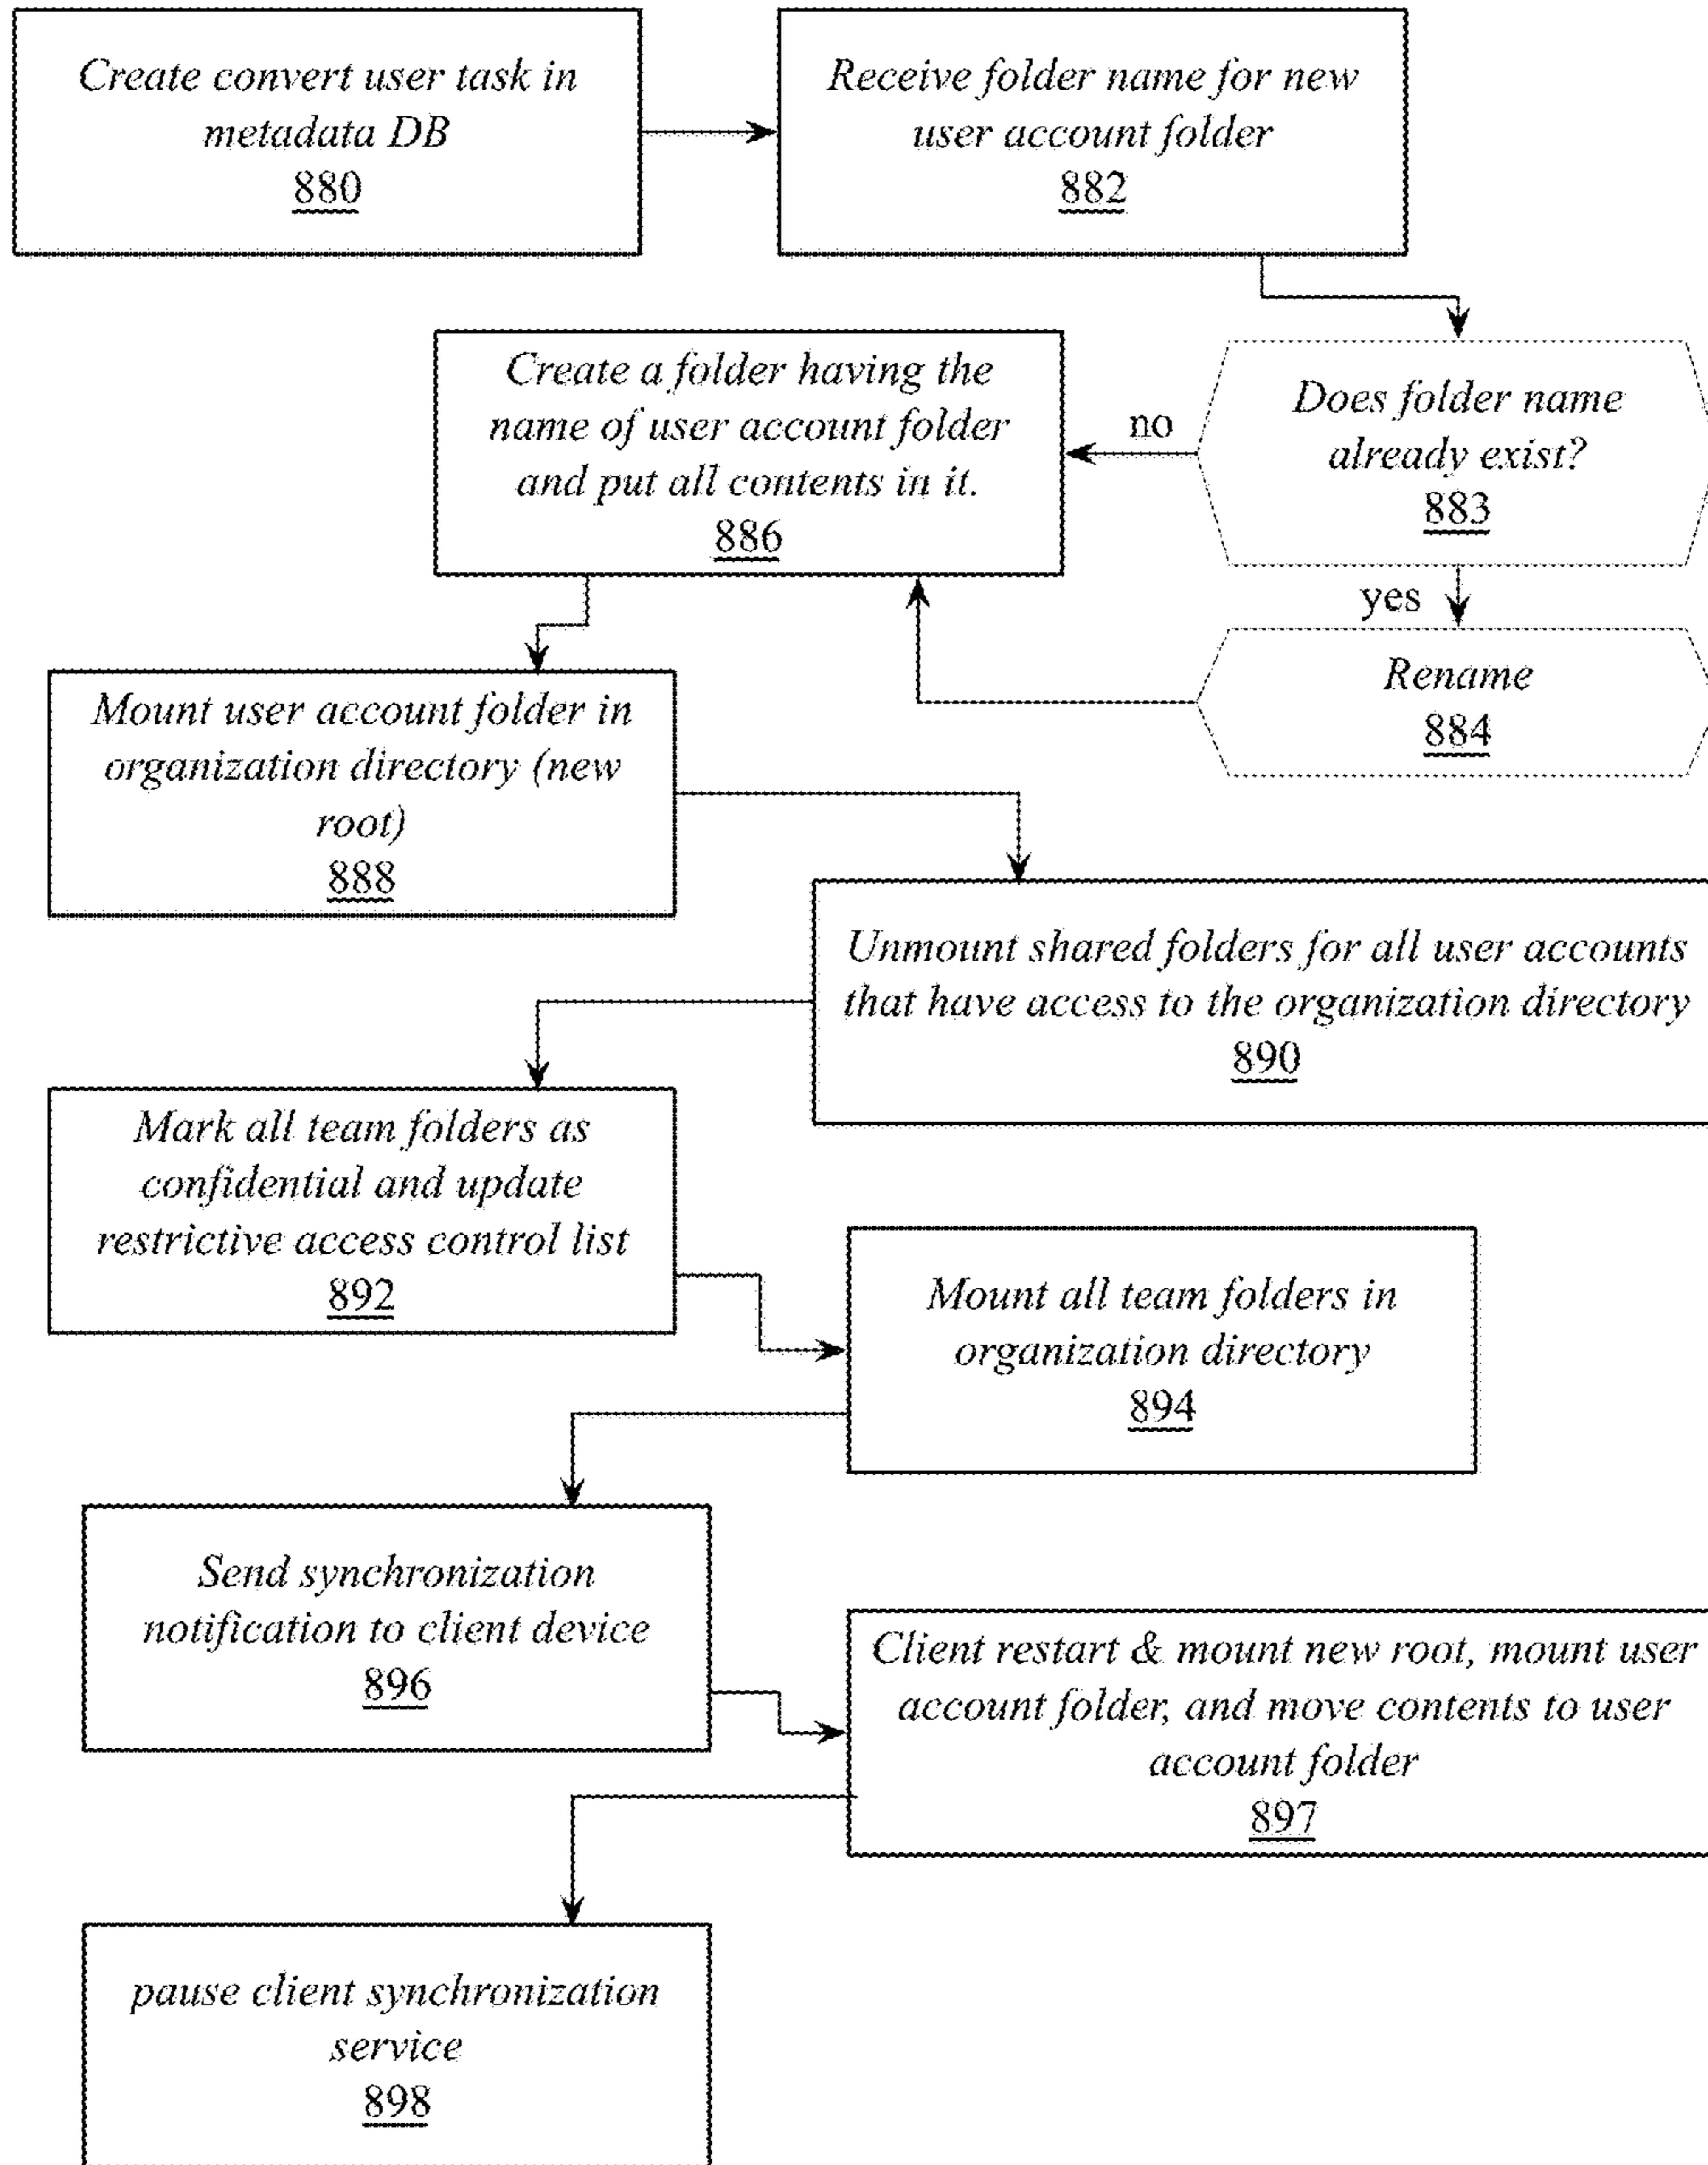 Create convert user task in
metadata DB
880
Receive folder name for new
user account folder
882
Does folder name
already exist?
883
no
yes
Rename
884
Create a folder having the
name of user account folder
and put all contents in it.
886
Mount user account folder in
organization directory (new
root)
888
Unmount shared folders for all user accounts
that have access to the organization directory
890
Mark all team folders as
confidential and update
restrictive access control list
892
Mount all team folders in
organization directory
894
Send synchronization
notification to client device
896
Client restart & mount new root, mount user
account folder, and move contents to user
account folder
897
pause client synchronization
service
898